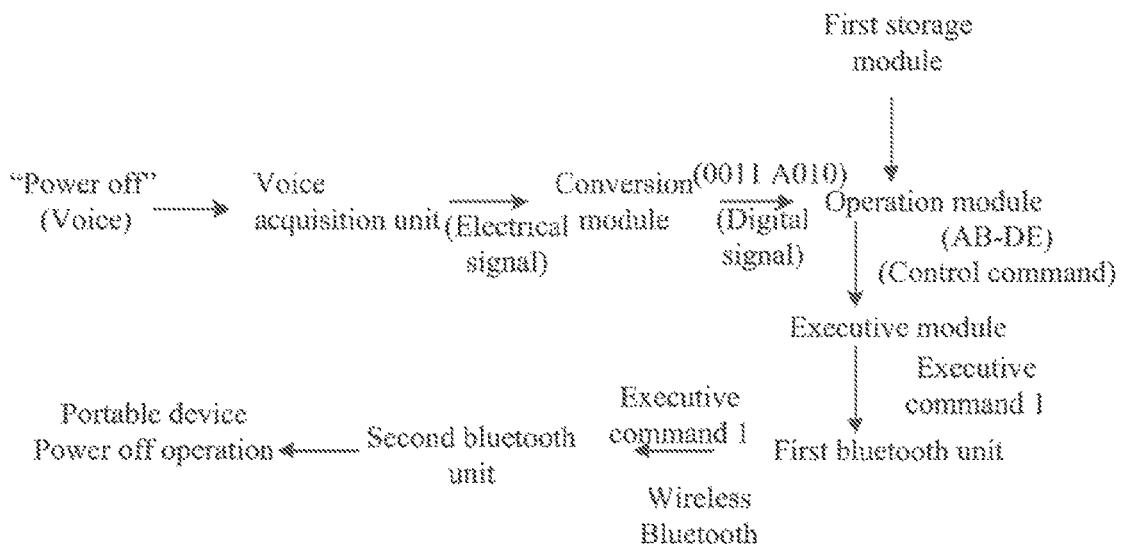 First storage
module
“Power off”
(Voice)
Voice
acquisition unit
(Electrical
signal)
Conversion
module
(0011 A010)
(Digital
signal)
Operation module
(AB-DE)
(Control command)
Executive module
Executive
command 1
First bluetooth unit
Executive
command 1
Wireless
Bluetooth
Second bluetooth
unit
Portable device
Power off operation